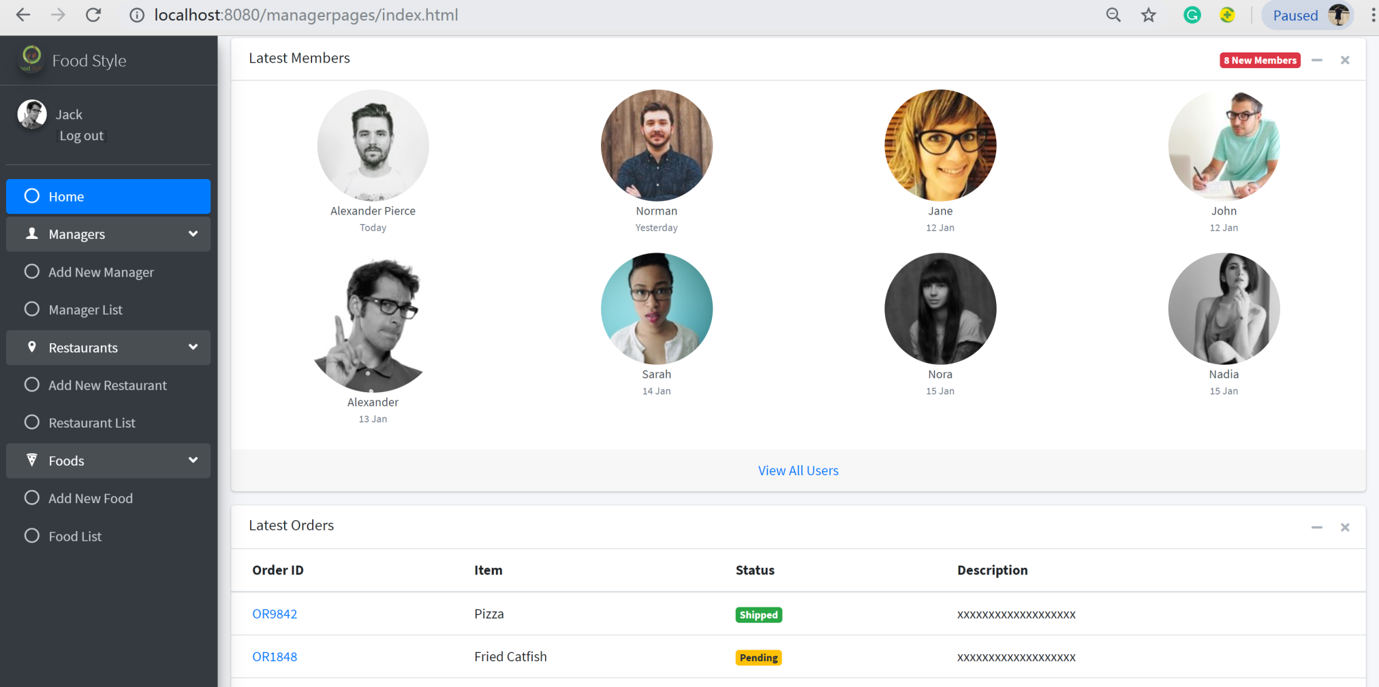 localhost:8080/managerpages/index.html
Paused
Food Style
Jack
Log out
Home
Managers
Add New Manager
Manager List
Restaurants
Add New Restaurant
Restaurant List
Foods
Add New Food
Food List
Latest Members
8 New Members
Alexander Pierce
Today
Norman
Yesterday
Jane
12 Jan
John
12 Jan
Alexander
13 Jan
Sarah
14 Jan
Nora
15 Jan
Nadia
15 Jan
View All Users
Latest Orders
Order ID Item Status Description
OR9842 Pizza Shipped xxxxxxxxxxxxxxxxxxx
OR1848 Fried Catfish Pending xxxxxxxxxxxxxxxxxxx